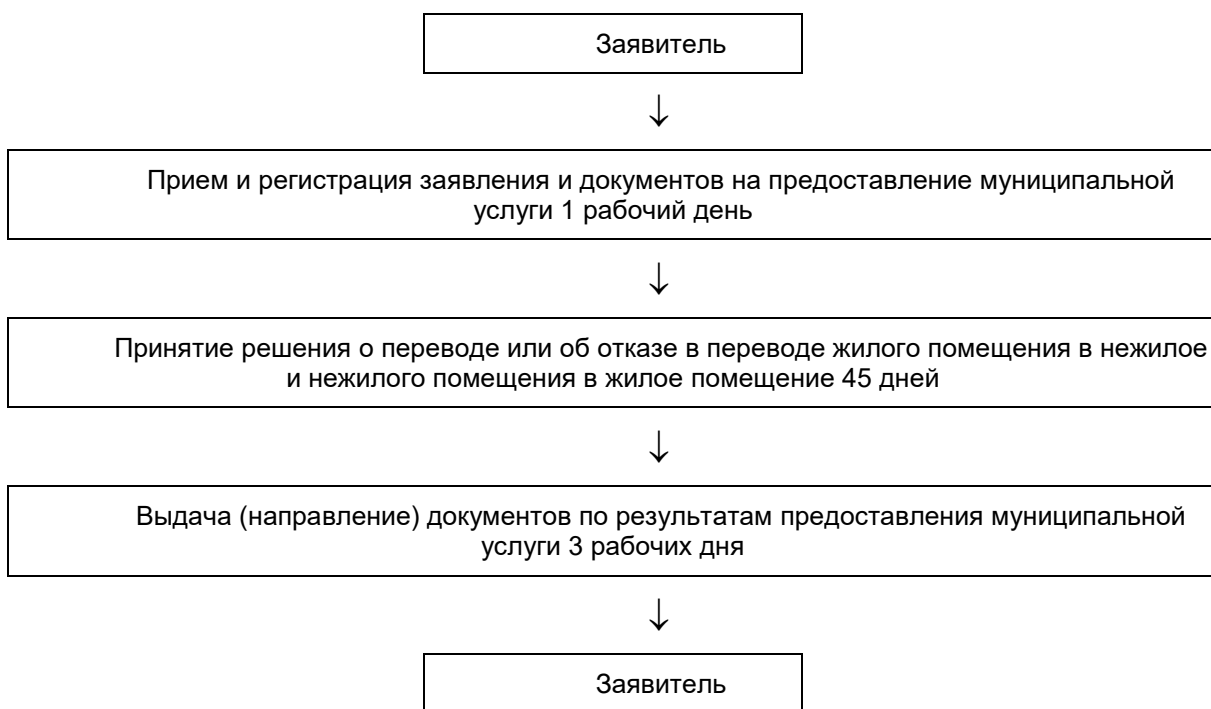 Заявитель
↓
Прием и регистрация заявления и документов на предоставление муниципальной
услуги 1 рабочий день
↓
Принятие решения о переводе или об отказе в переводе жилого помещения в нежилое
и нежилого помещения в жилое помещение 45 дней
↓
Выдача (направление) документов по результатам предоставления муниципальной
услуги 3 рабочих дня
↓
Заявитель